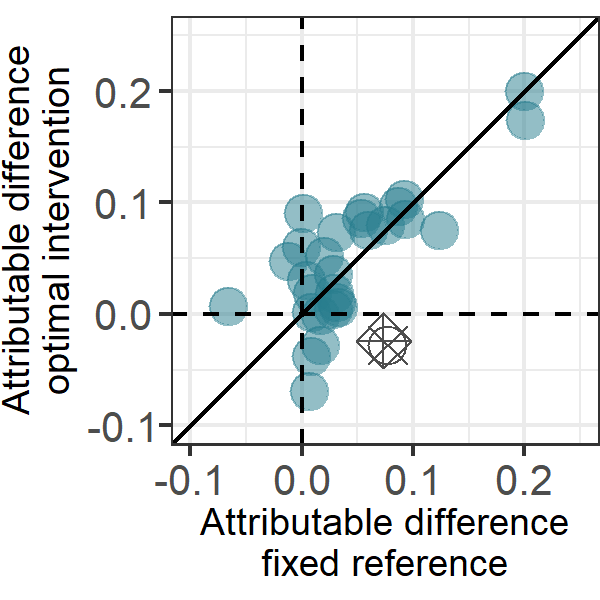 Attributable difference
optimal intervention
0.2
0.1
0.0
-0.1
-0.1 0.0 0.1 0.2
Attributable difference
fixed reference